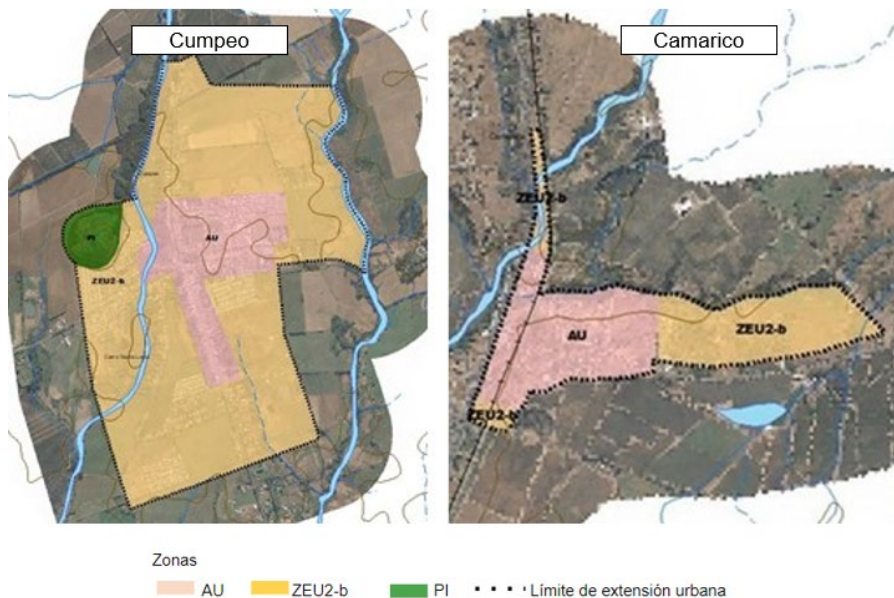 Cumpeo
Camarico
PI
AU
ZEU2-b
ZEU2-b
AU
ZEU2-b
ZEU2-b
Zonas
AU
ZEU2-b
PI
Límite de extensión urbana